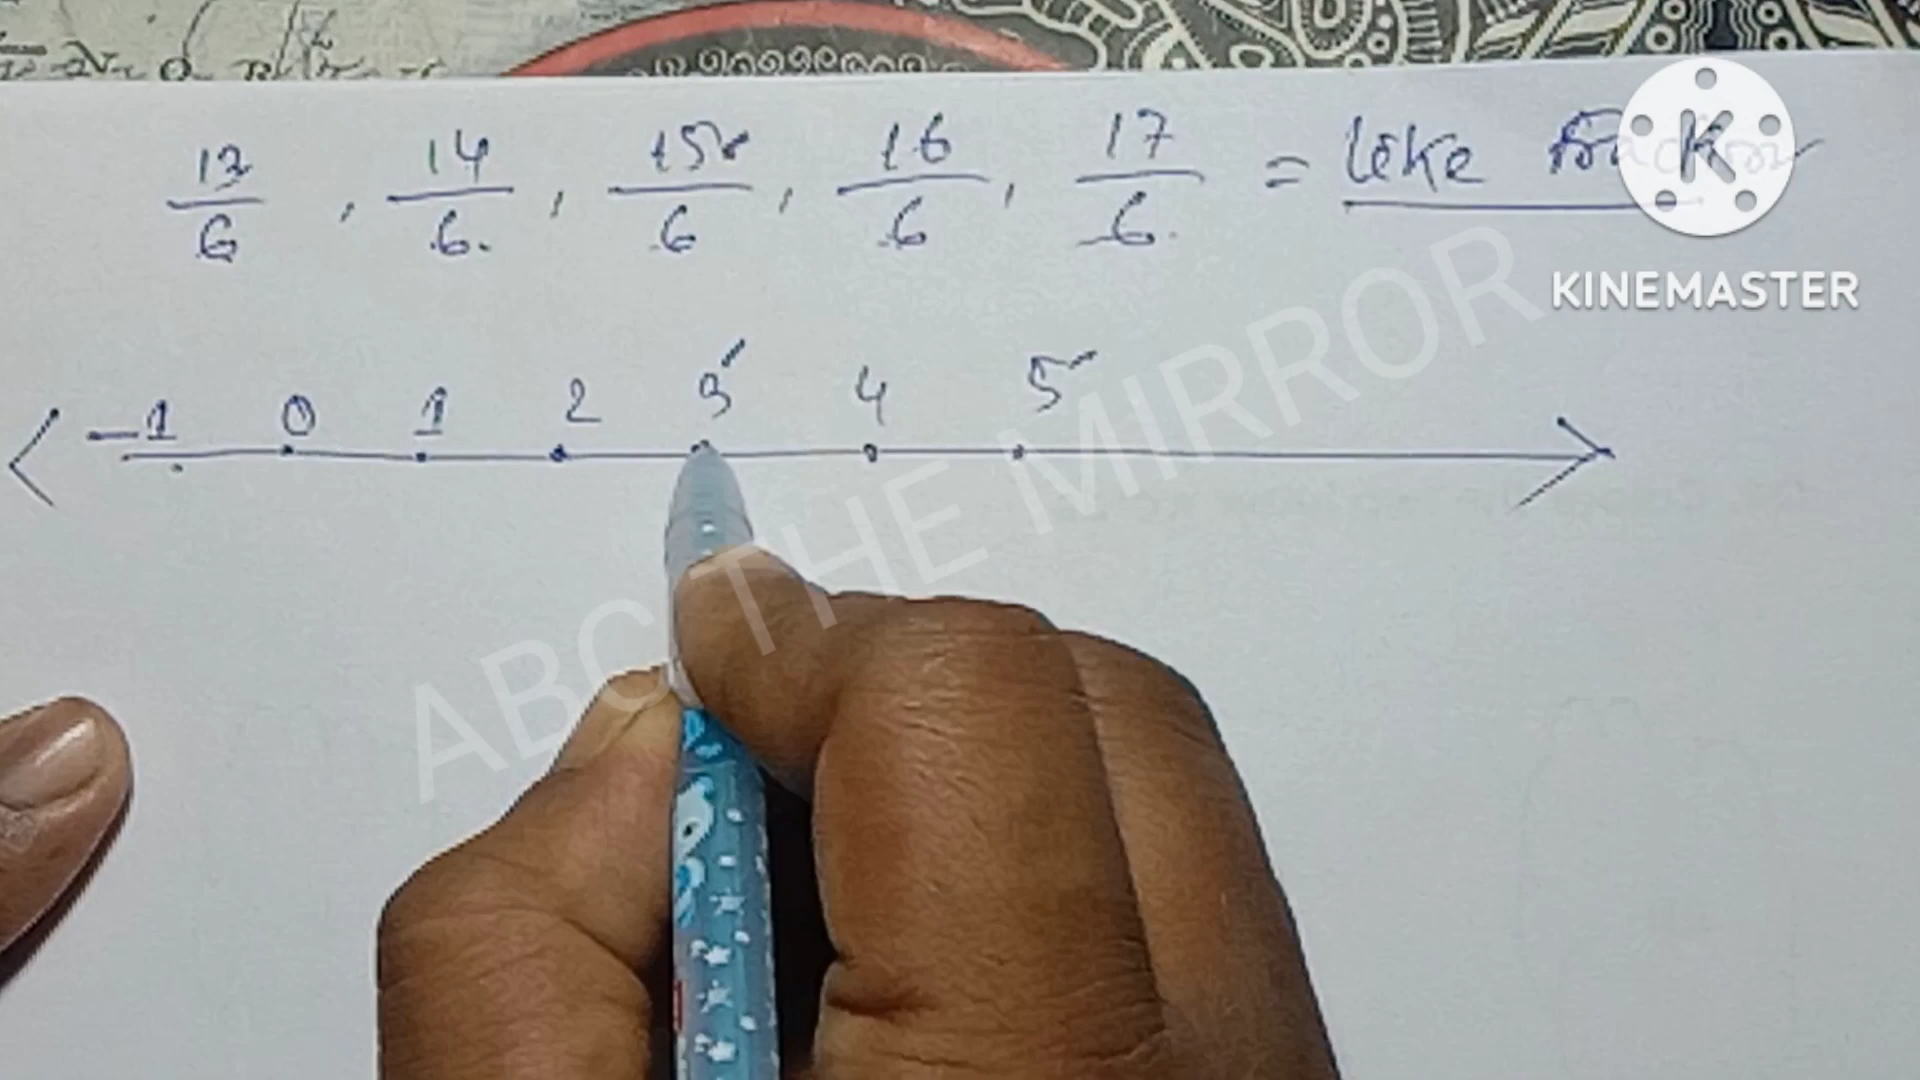 13/6 , 14/6 , 15/6 , 16/6 , 17/6 = like
K
KINEMASTER
-1 0 1 2 3 4 5
ABC THE MIRROR